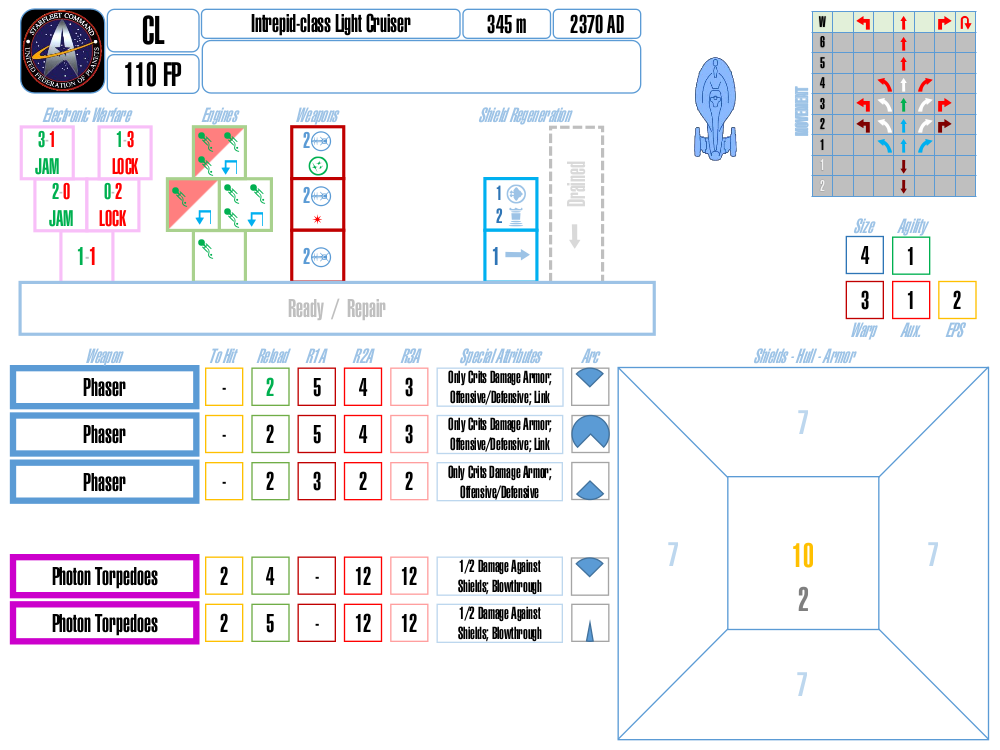 STARFLEET COMMAND
UNITED FEDERATION OF PLANETS
CL
110 FP
Intrepid-class Light Cruiser
345 m
2370 AD
Electronic Warfare
Engines
Weapons
Shield Regeneration
3-1
JAM
1-3
LOCK
2-0
JAM
0-2
LOCK
1-1
2
2
2
1
2
1
Drained
Ready / Repair
MOVEMENT
W
6
5
4
3
2
1
1
2
Size
Agility
4
1
3
1
2
Warp
Aux.
EPS
Weapon
To Hit
Reload
R1A
R2A
R3A
Special Attributes
Arc
Phaser
-
2
5
4
3
Only Crits Damage Armor;
Offensive/Defensive; Link
Phaser
-
2
5
4
3
Only Crits Damage Armor;
Offensive/Defensive; Link
Phaser
-
2
3
2
2
Only Crits Damage Armor;
Offensive/Defensive
Photon Torpedoes
2
4
-
12
12
1/2 Damage Against
Shields; Blowthrough
Photon Torpedoes
2
5
-
12
12
1/2 Damage Against
Shields; Blowthrough
Shields - Hull - Armor
7
7
10
7
2
7